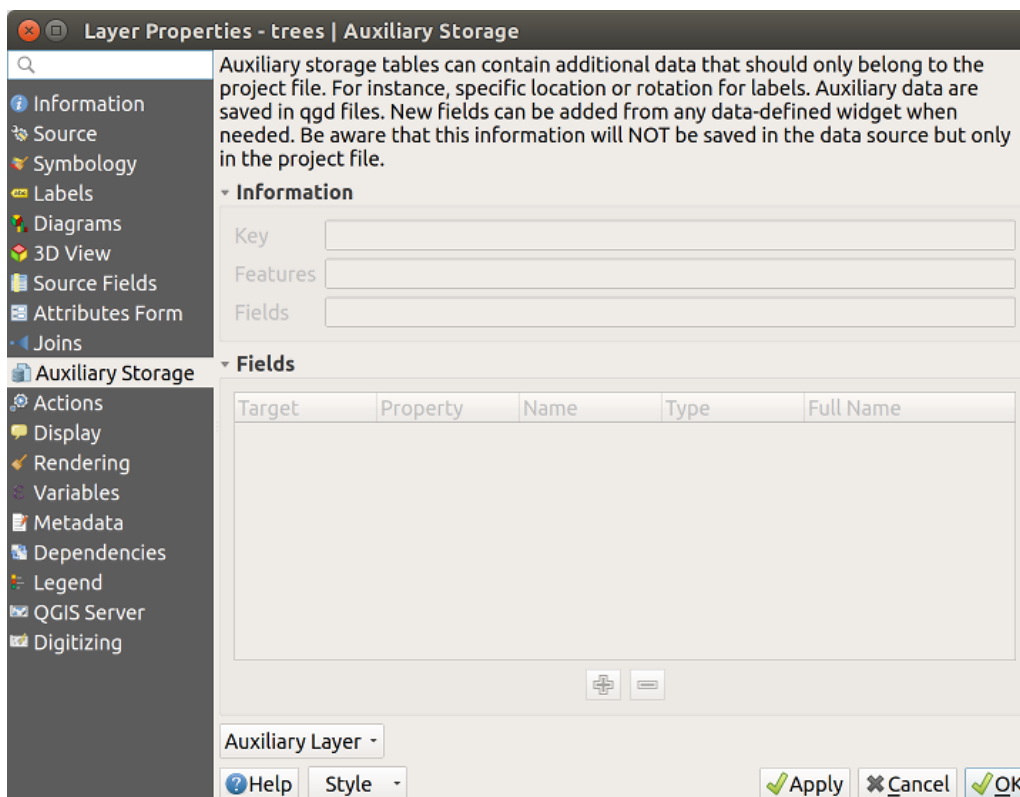 Layer Properties - trees | Auxiliary Storage
Information
Source
Symbology
Labels
Diagrams
3D View
Source Fields
Attributes Form
Joins
Auxiliary Storage
Actions
Display
Rendering
Variables
Metadata
Dependencies
Legend
QGIS Server
Digitizing
Auxiliary storage tables can contain additional data that should only belong to the
project file. For instance, specific location or rotation for labels. Auxiliary data are
saved in qgd files. New fields can be added from any data-defined widget when
needed. Be aware that this information will NOT be saved in the data source but only
in the project file.
Information
Key
Features
Fields
Fields
Target Property Name Type Full Name
Auxiliary Layer
Help Style Apply Cancel OK